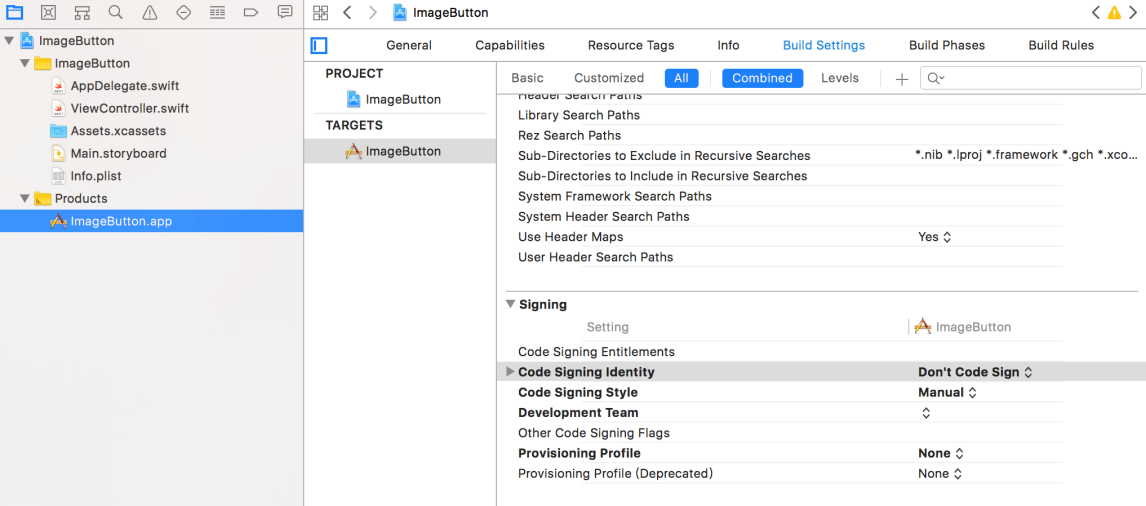 ImageButton
General Capabilities Resource Tags Info Build Settings Build Phases Build Rules
ImageButton
ImageButton
AppDelegate.swift
ViewController.swift
Assets.xcassets
Main.storyboard
Info.plist
Products
ImageButton.app
PROJECT
ImageButton
TARGETS
ImageButton
Basic Customized All Combined Levels
Header Search Paths
Library Search Paths
Rez Search Paths
Sub-Directories to Exclude in Recursive Searches *.nib *.lproj *.framework *.gch *.xco...
Sub-Directories to Include in Recursive Searches
System Framework Search Paths
System Header Search Paths
Use Header Maps Yes
User Header Search Paths
Signing
Setting ImageButton
Code Signing Entitlements
Code Signing Identity Don't Code Sign
Code Signing Style Manual
Development Team
Other Code Signing Flags
Provisioning Profile None
Provisioning Profile (Deprecated) None